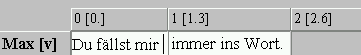 0 [0.] 1 [1.3] 2 [2.6]
Max [v] Du fällst mir immer ins Wort.